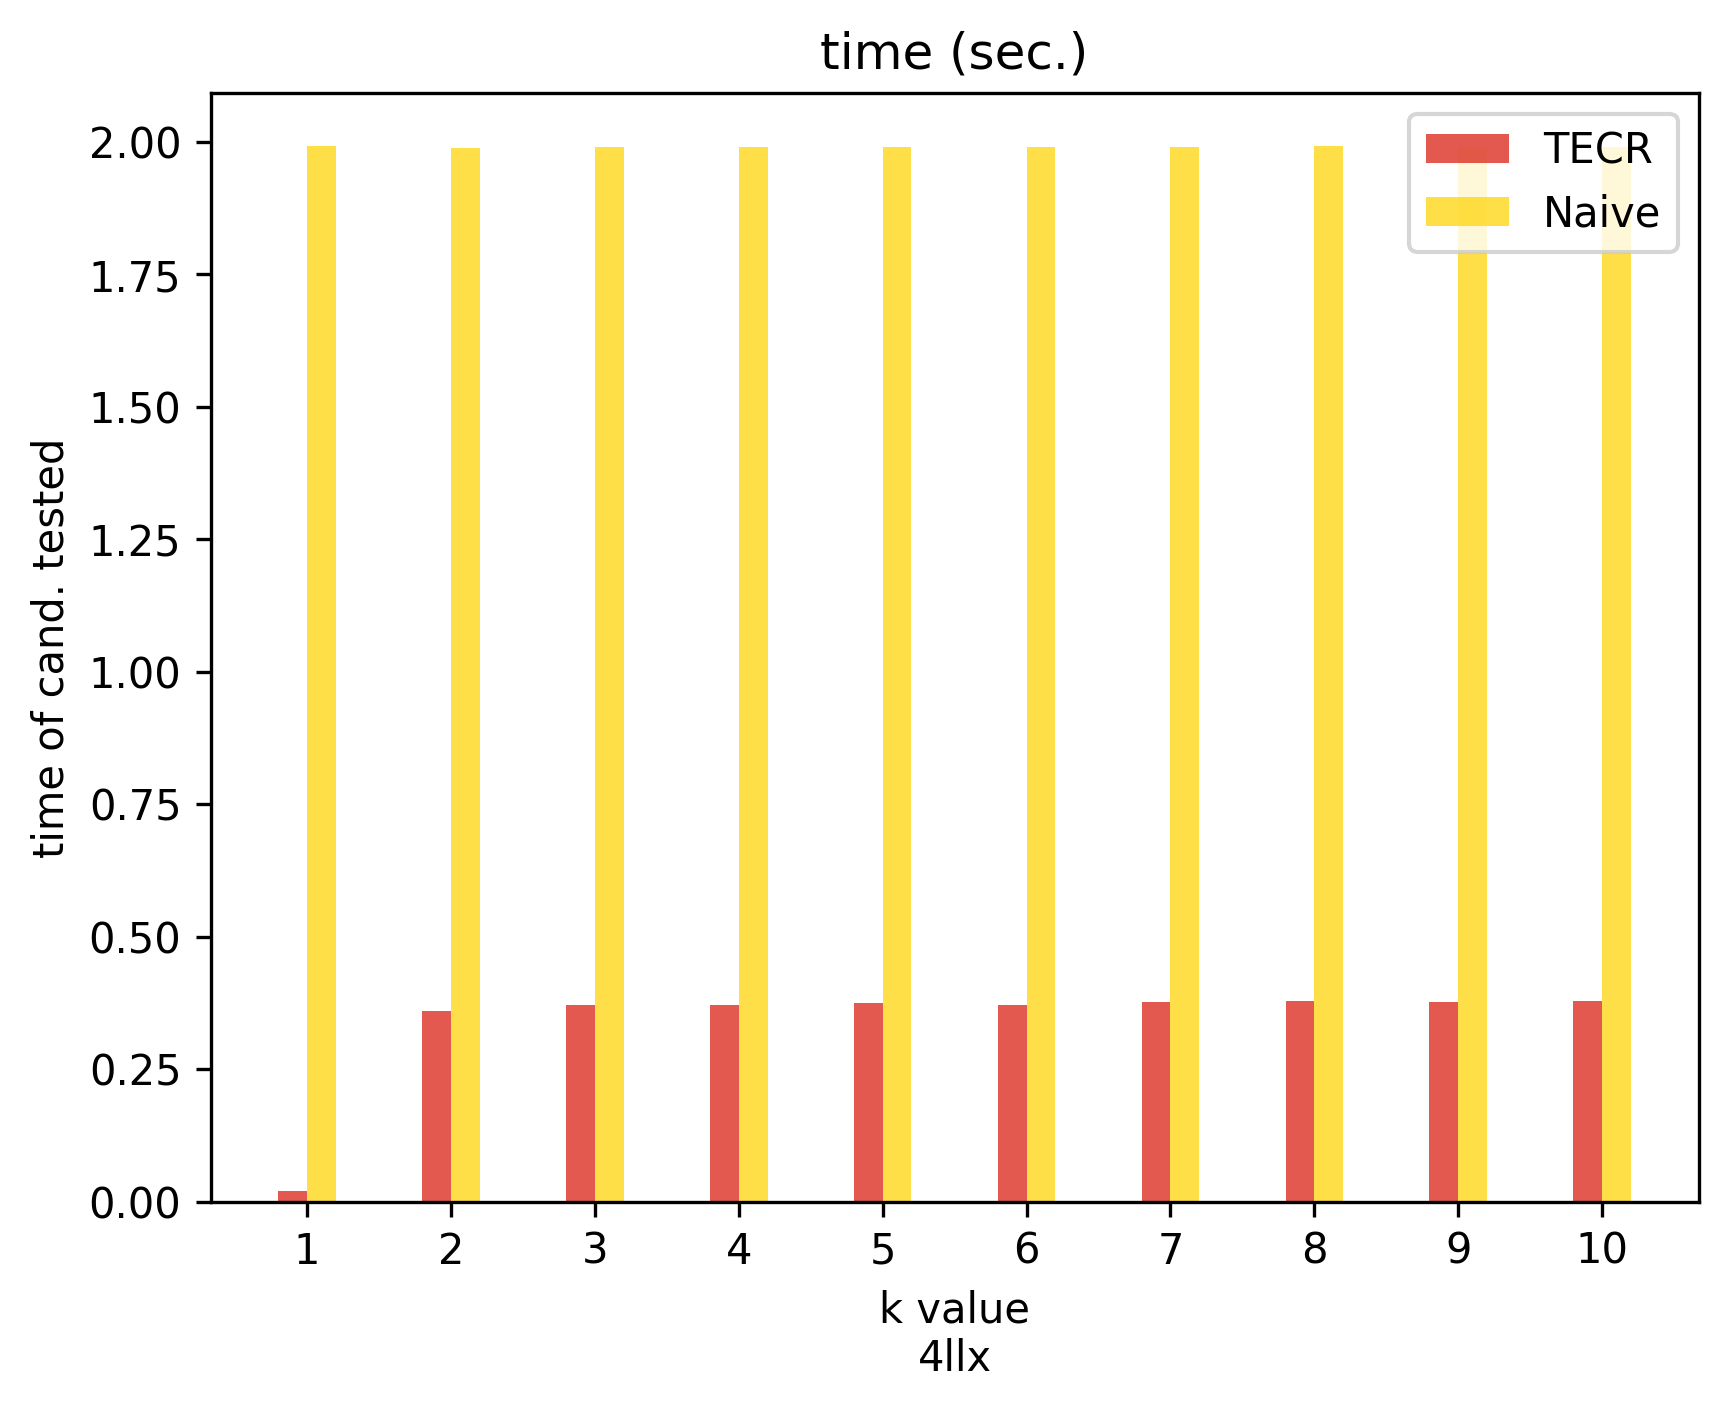 time (sec.)
TECR
Naive
time of cand. tested
2.00
1.75
1.50
1.25
1.00
0.75
0.50
0.25
0.00
1 2 3 4 5 6 7 8 9 10
k value
4llx